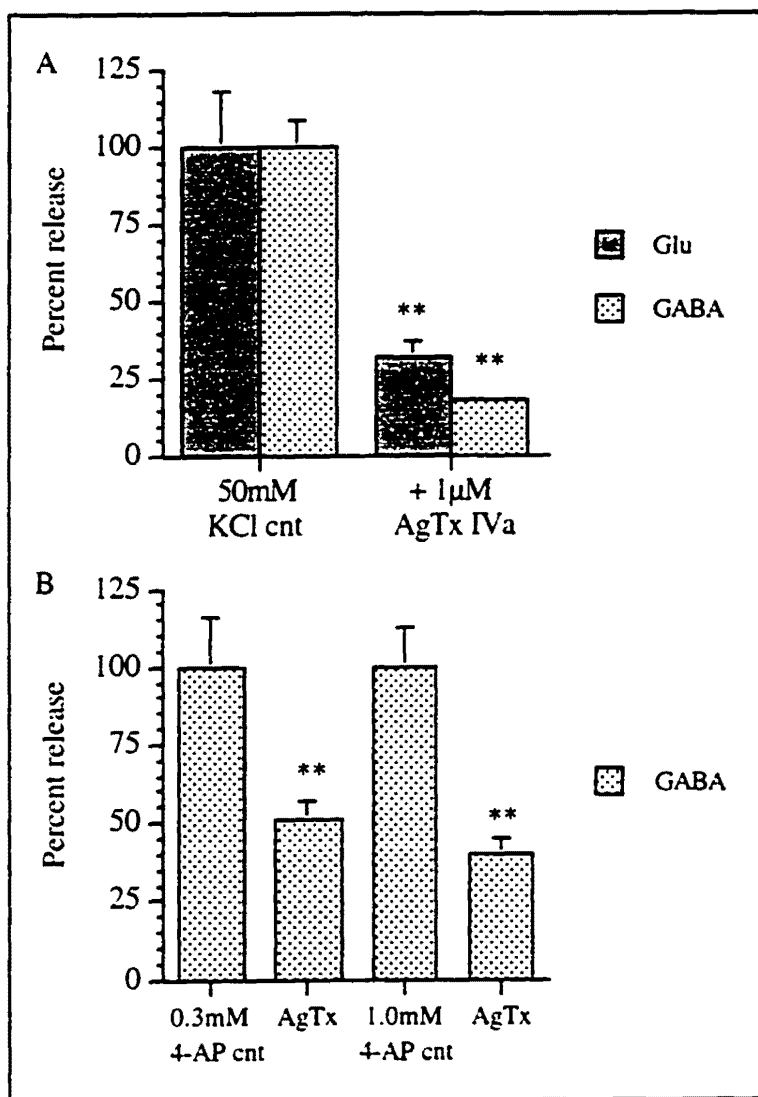 A
125
100
75
50
25
0
Percent release
**
**
Glu
GABA
50mM
KCl cnt
+ 1µM
AgTx IVa
B
125
100
75
50
25
0
Percent release
**
**
GABA
0.3mM
4-AP cnt
AgTx
1.0mM
4-AP cnt
AgTx